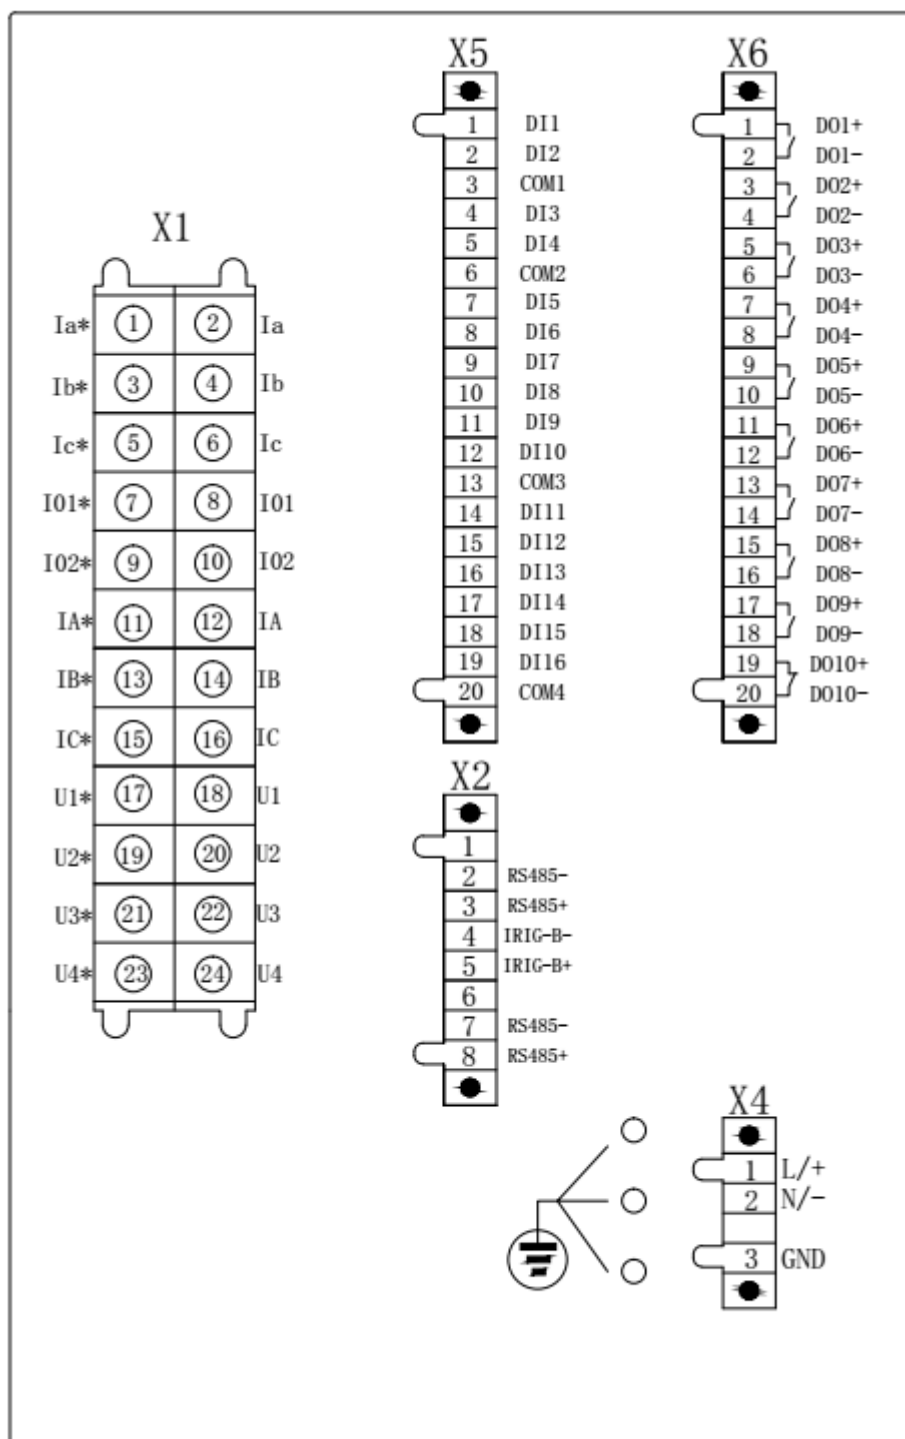 X1
Ia* 1 2 Ia
Ib* 3 4 Ib
Ic* 5 6 Ic
I01* 7 8 I01
I02* 9 10 I02
IA* 11 12 IA
IB* 13 14 IB
IC* 15 16 IC
U1* 17 18 U1
U2* 19 20 U2
U3* 21 22 U3
U4* 23 24 U4
X5
1 DI1
2 DI2
3 COM1
4 DI3
5 DI4
6 COM2
7 DI5
8 DI6
9 DI7
10 DI8
11 DI9
12 DI10
13 COM3
14 DI11
15 DI12
16 DI13
17 DI14
18 DI15
19 DI16
20 COM4
X6
1 DO1+
2 DO1-
3 DO2+
4 DO2-
5 DO3+
6 DO3-
7 DO4+
8 DO4-
9 DO5+
10 DO5-
11 DO6+
12 DO6-
13 DO7+
14 DO7-
15 DO8+
16 DO8-
17 DO9+
18 DO9-
19 DO10+
20 DO10-
X2
1
2 RS485-
3 RS485+
4 IRIG-B-
5 IRIG-B+
6
7 RS485-
8 RS485+
X4
1 L/+
2 N/-
3 GND